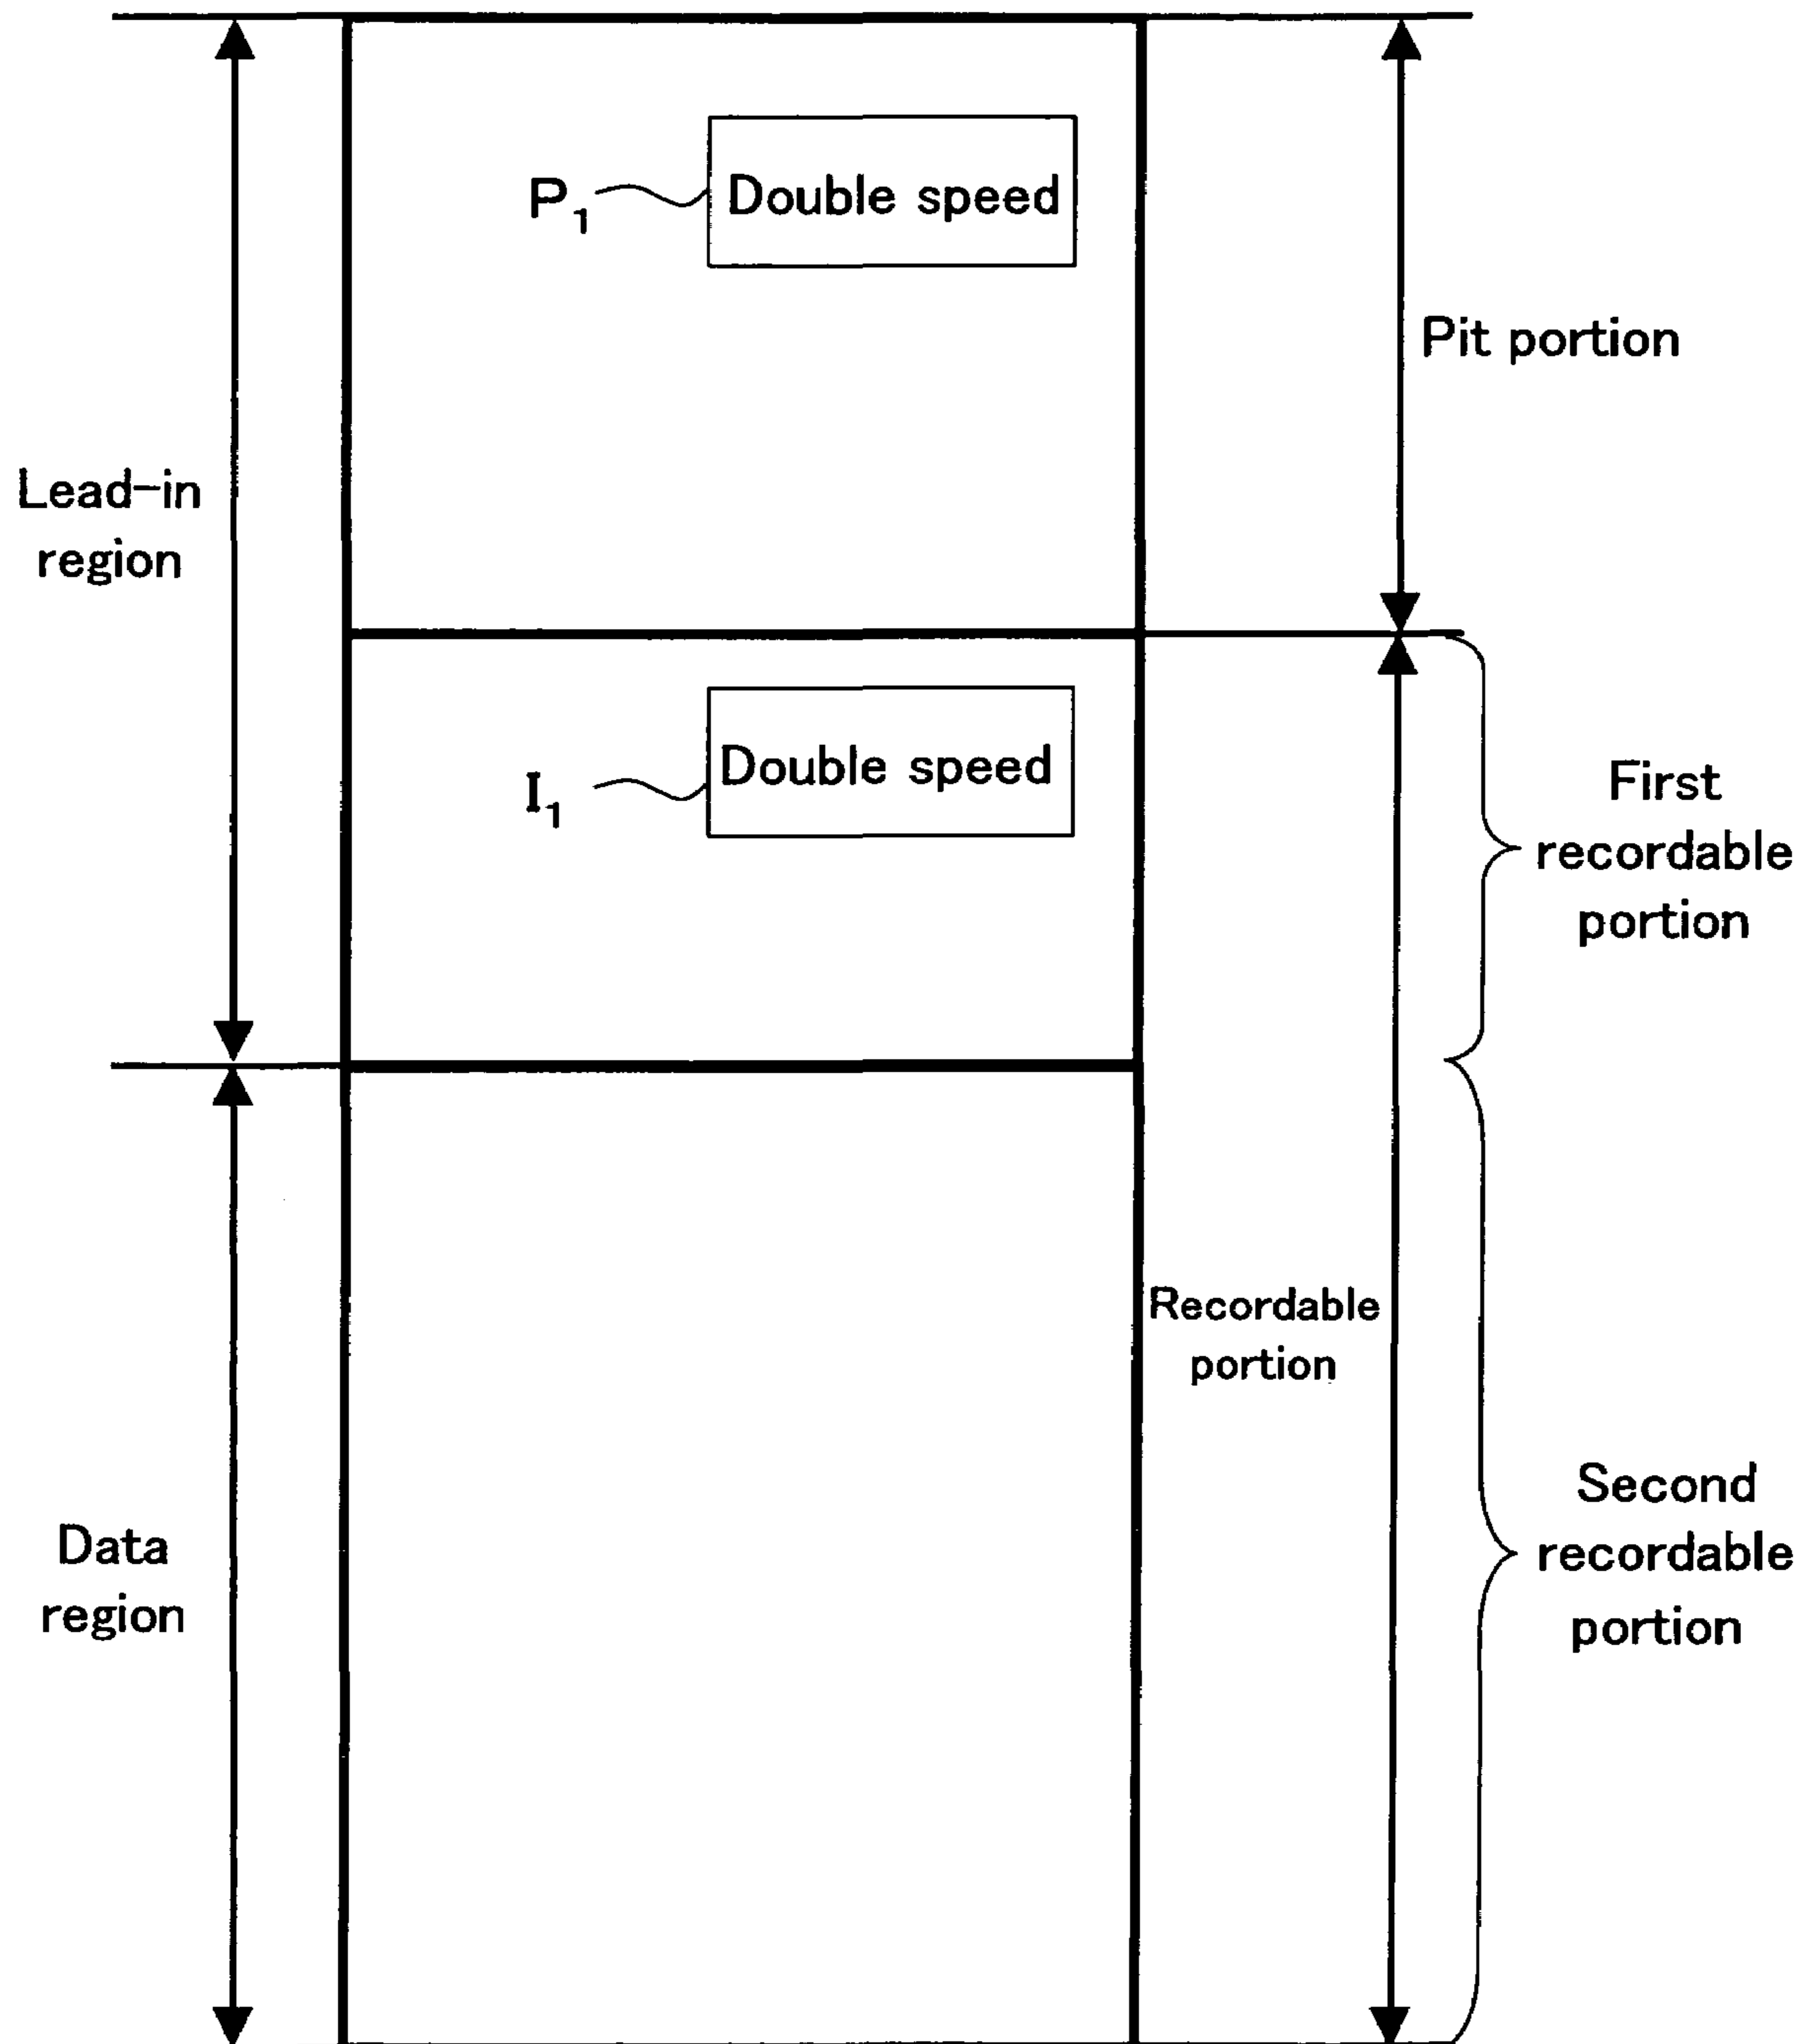 P1
Double speed
Pit portion
Lead-in
region
I1
Double speed
First
recordable
portion
Recordable
portion
Data
region
Second
recordable
portion